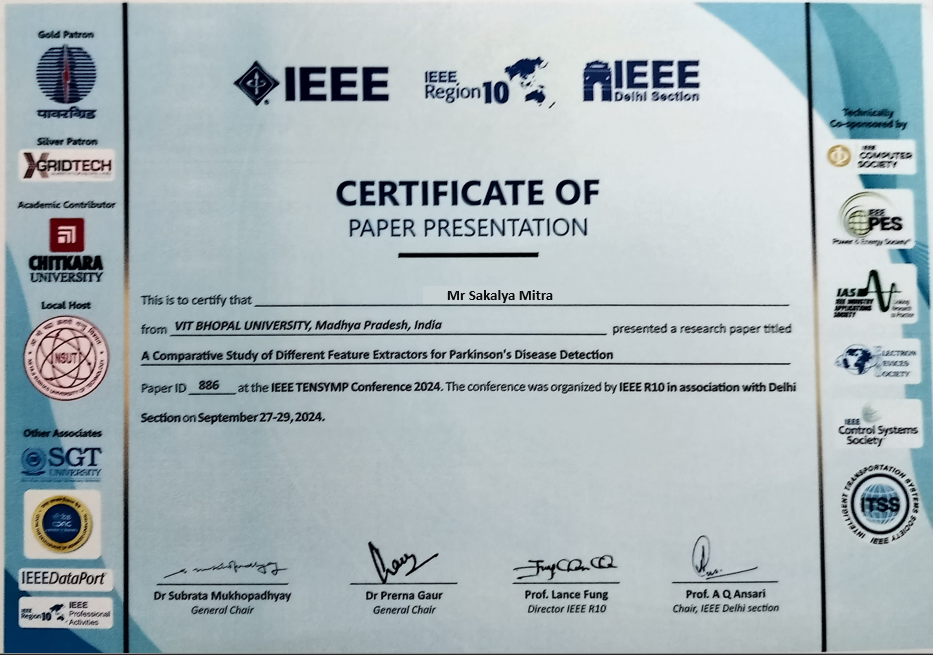 Gold Patron
पावरग्रिड
Silver Patron
XGRIDTECH
Academic Contributor
CHITKARA
UNIVERSITY
Local Host
NSUT
Other Associates
SGT
UNIVERSITY
IEEEDataPort
IEEE
Region10
IEEE
Professional
Activities
IEEE
IEEE
Region10
IEEE
Delhi Section
CERTIFICATE OF
PAPER PRESENTATION
This is to certify that Mr Sakalya Mitra
from VIT BHOPAL UNIVERSITY, Madhya Pradesh, India presented a research paper titled
A Comparative Study of Different Feature Extractors for Parkinson's Disease Detection
Paper ID 886 at the IEEE TENSYMP Conference 2024. The conference was organized by IEEE R10 in association with Delhi
Section on September 27-29, 2024.
Dr Subrata Mukhopadhyay
General Chair
Dr Prerna Gaur
General Chair
Prof. Lance Fung
Director IEEE R10
Prof. A Q Ansari
Chair, IEEE Delhi section
Technically
Co-sponsored by
IEEE
COMPUTER
SOCIETY
IEEE
PES
Power & Energy Society
IAS
IEEE INDUSTRY
APPLICATIONS
SOCIETY
ELECTRON
DEVICES
SOCIETY
IEEE
Control Systems
Society
INTELLIGENT TRANSPORTATION SYSTEMS SOCIETY
ITSS
IEEE